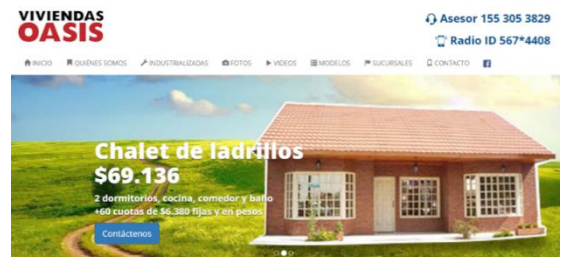 VIVIENDAS
OASIS
Asesor 155 305 3829
Radio ID 567*4408
INICIO QUIÉNES SOMOS INDUSTRIALIZADAS FOTOS VIDEOS MODELOS SUCURSALES CONTACTO
Chalet de ladrillos
$69.136
2 dormitorios, cocina, comedor y baño
+60 cuotas de $6.380 fijas y en pesos
Contáctenos